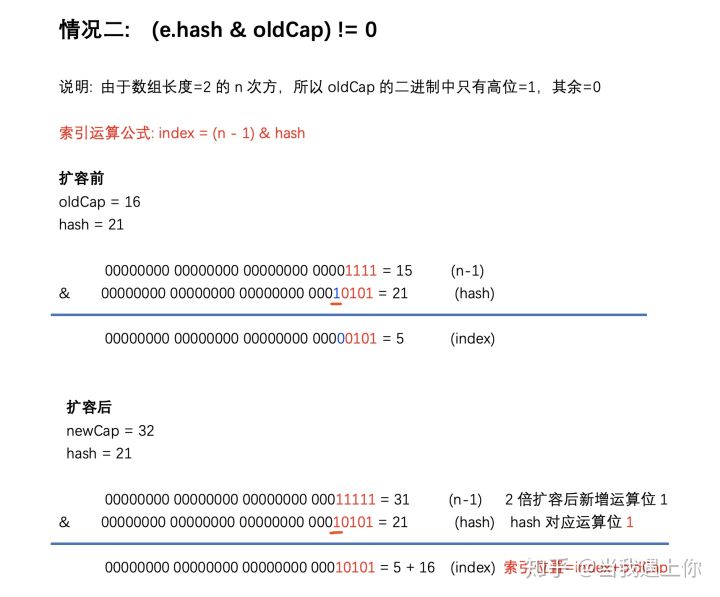 情况二: (e.hash & oldCap) != 0
说明: 由于数组长度=2 的 n 次方，所以 oldCap 的二进制中只有高位=1，其余=0
索引运算公式: index = (n - 1) & hash
扩容前
oldCap = 16
hash = 21
00000000 00000000 00000000 00001111 = 15 (n-1)
& 00000000 00000000 00000000 00010101 = 21 (hash)
00000000 00000000 00000000 00000101 = 5 (index)
扩容后
newCap = 32
hash = 21
00000000 00000000 00000000 00011111 = 31 (n-1) 2 倍扩容后新增运算位 1
& 00000000 00000000 00000000 00010101 = 21 (hash) hash 对应运算位 1
00000000 00000000 00000000 00010101 = 5 + 16 (index) 索引位置=index+oldCap
知乎 @当我遇上你